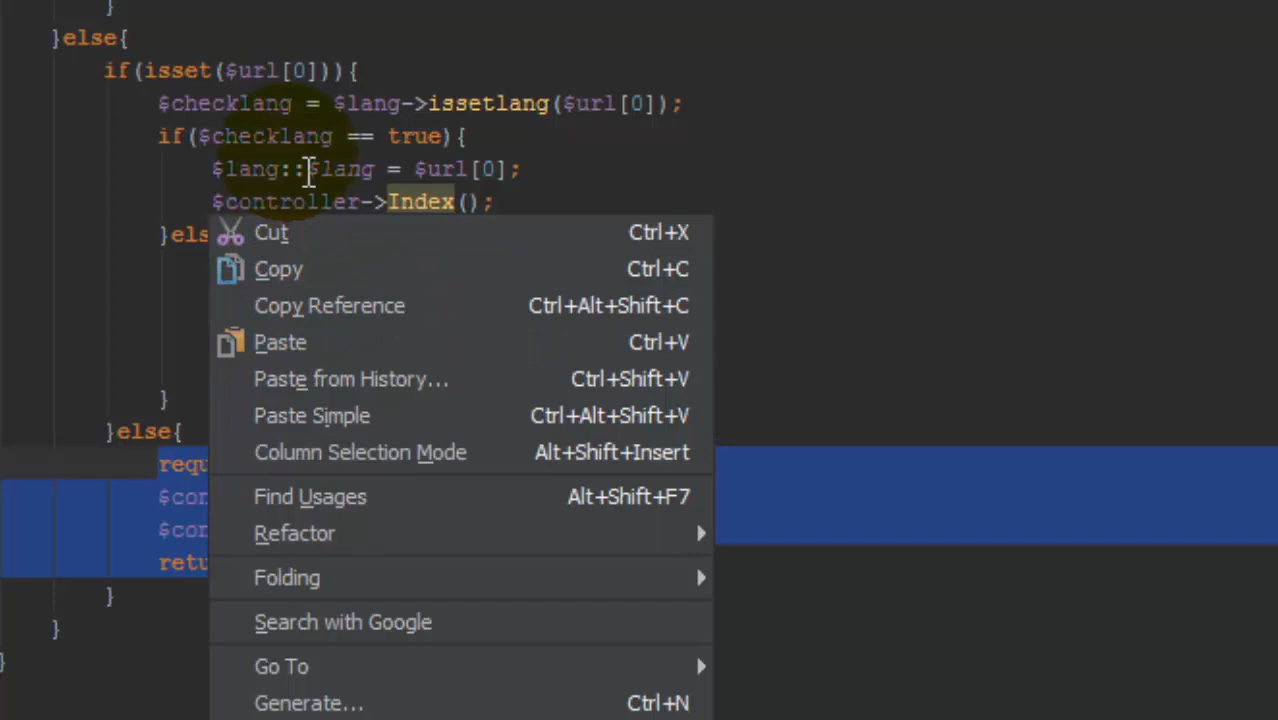 }
}else{
if(isset($url[0])){
$checklang = $lang->issetlang($url[0]);
if($checklang == true){
$lang::$lang = $url[0];
$controller->Index();
}els
Cut Ctrl+X
Copy Ctrl+C
Copy Reference Ctrl+Alt+Shift+C
Paste Ctrl+V
Paste from History... Ctrl+Shift+V
Paste Simple Ctrl+Alt+Shift+V
}
}else{
Column Selection Mode Alt+Shift+Insert
requ
$con
Find Usages Alt+Shift+F7
$con
Refactor
retu
Folding
}
Search with Google
}
}
Go To
Generate... Ctrl+N